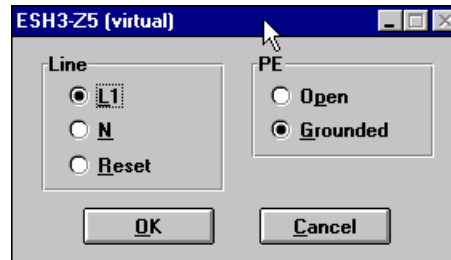 ESH3-Z5 (virtual)
Line
L1
N
Reset
PE
Open
Grounded
OK
Cancel